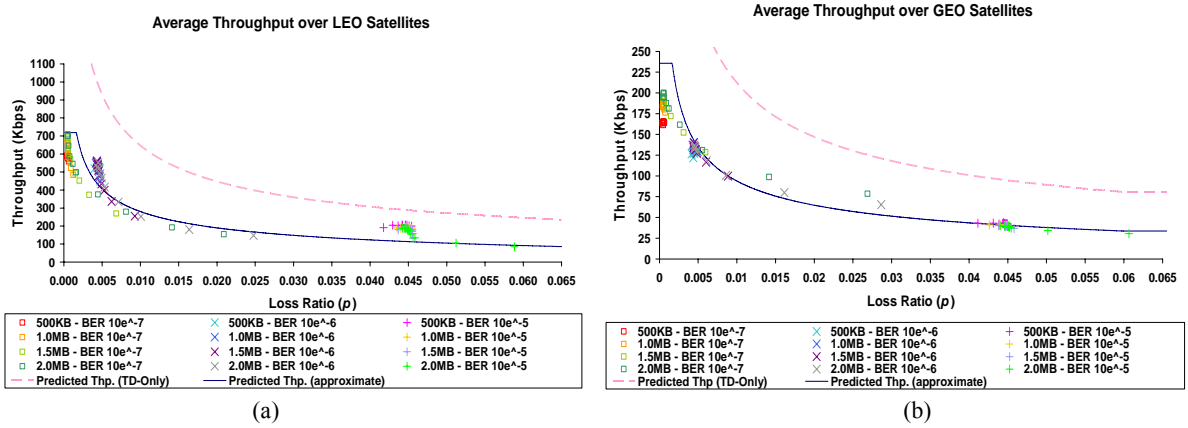 Average Throughput over LEO Satellites
Throughput (Kbps)
1100
1000
900
800
700
600
500
400
300
200
100
0
0.000 0.005 0.010 0.015 0.020 0.025 0.030 0.035 0.040 0.045 0.050 0.055 0.060 0.065
Loss Ratio (p)
500KB - BER 10e^-7 500KB - BER 10e^-6 500KB - BER 10e^-5
1.0MB - BER 10e^-7 1.0MB - BER 10e^-6 1.0MB - BER 10e^-5
1.5MB - BER 10e^-7 1.5MB - BER 10e^-6 1.5MB - BER 10e^-5
2.0MB - BER 10e^-7 2.0MB - BER 10e^-6 2.0MB - BER 10e^-5
Predicted Thp (TD-Only) Predicted Thp. (approximate)
(a)
Average Throughput over GEO Satellites
Throughput (Kbps)
250
225
200
175
150
125
100
75
50
25
0
0 0.005 0.01 0.015 0.02 0.025 0.03 0.035 0.04 0.045 0.05 0.055 0.06 0.065
Loss Ratio (p)
500KB - BER 10e^-7 500KB - BER 10e^-6 500KB - BER 10e^-5
1.0MB - BER 10e^-7 1.0MB - BER 10e^-6 1.0MB - BER 10e^-5
1.5MB - BER 10e^-7 1.5MB - BER 10e^-6 1.5MB - BER 10e^-5
2.0MB - BER 10e^-7 2.0MB - BER 10e^-6 2.0MB - BER 10e^-5
Predicted Thp. (TD-Only) Predicted Thp. (approximate)
(b)